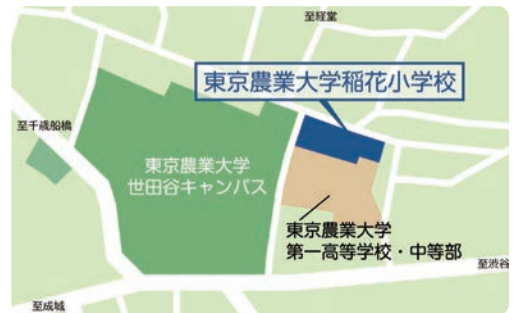 至経堂
東京農業大学稲花小学校
至千歳船橋
東京農業大学
世田谷キャンパス
東京農業大学
第一高等学校・中等部
至渋谷
至成城